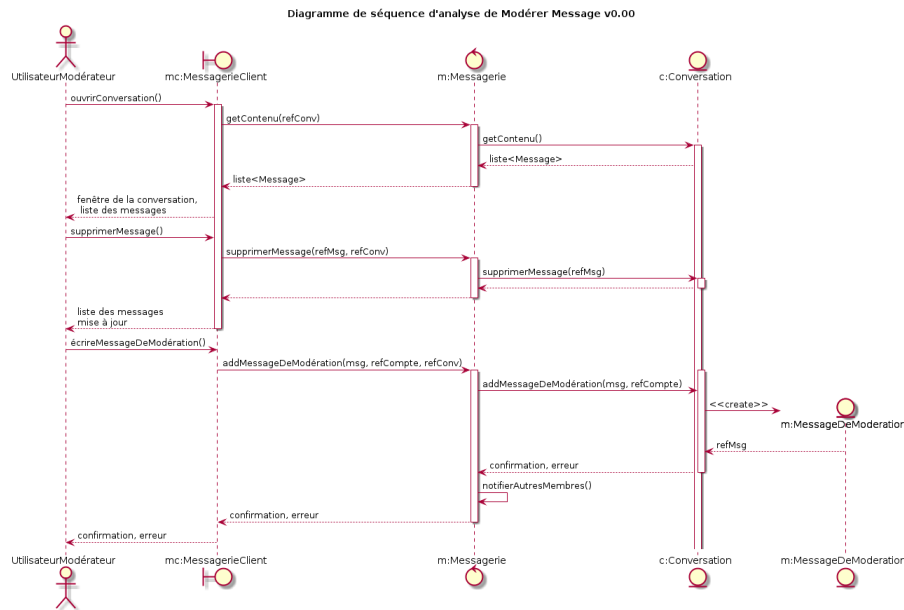 Diagramme de séquence d'analyse de Modérer Message v0.00
UtilisateurModérateur
mc:MessagerieClient
m:Messagerie
c:Conversation
ouvrirConversation()
getContenu(refConv)
getContenu()
liste<Message>
liste<Message>
fenêtre de la conversation,
liste des messages
supprimerMessage()
supprimerMessage(refMsg, refConv)
supprimerMessage(refMsg)
liste des messages
mise à jour
écrireMessageDeModération()
addMessageDeModération(msg, refCompte, refConv)
addMessageDeModération(msg, refCompte)
<<create>>
m:MessageDeModeration
refMsg
confirmation, erreur
notifierAutresMembres()
confirmation, erreur
confirmation, erreur
UtilisateurModérateur
mc:MessagerieClient
m:Messagerie
c:Conversation
m:MessageDeModeration